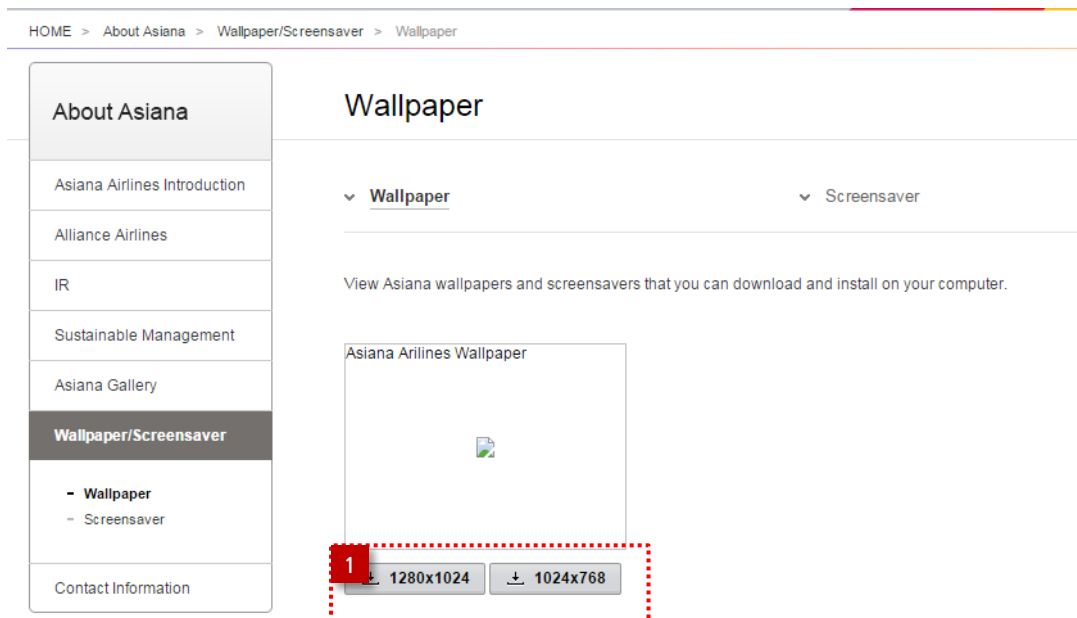 HOME > About Asiana > Wallpaper/Screensaver > Wallpaper
About Asiana
Asiana Airlines Introduction
Alliance Airlines
IR
Sustainable Management
Asiana Gallery
Wallpaper/Screensaver
- Wallpaper
- Screensaver
Contact Information
Wallpaper
Wallpaper
Screensaver
View Asiana wallpapers and screensavers that you can download and install on your computer.
Asiana Arilines Wallpaper
1
1280x1024
1024x768